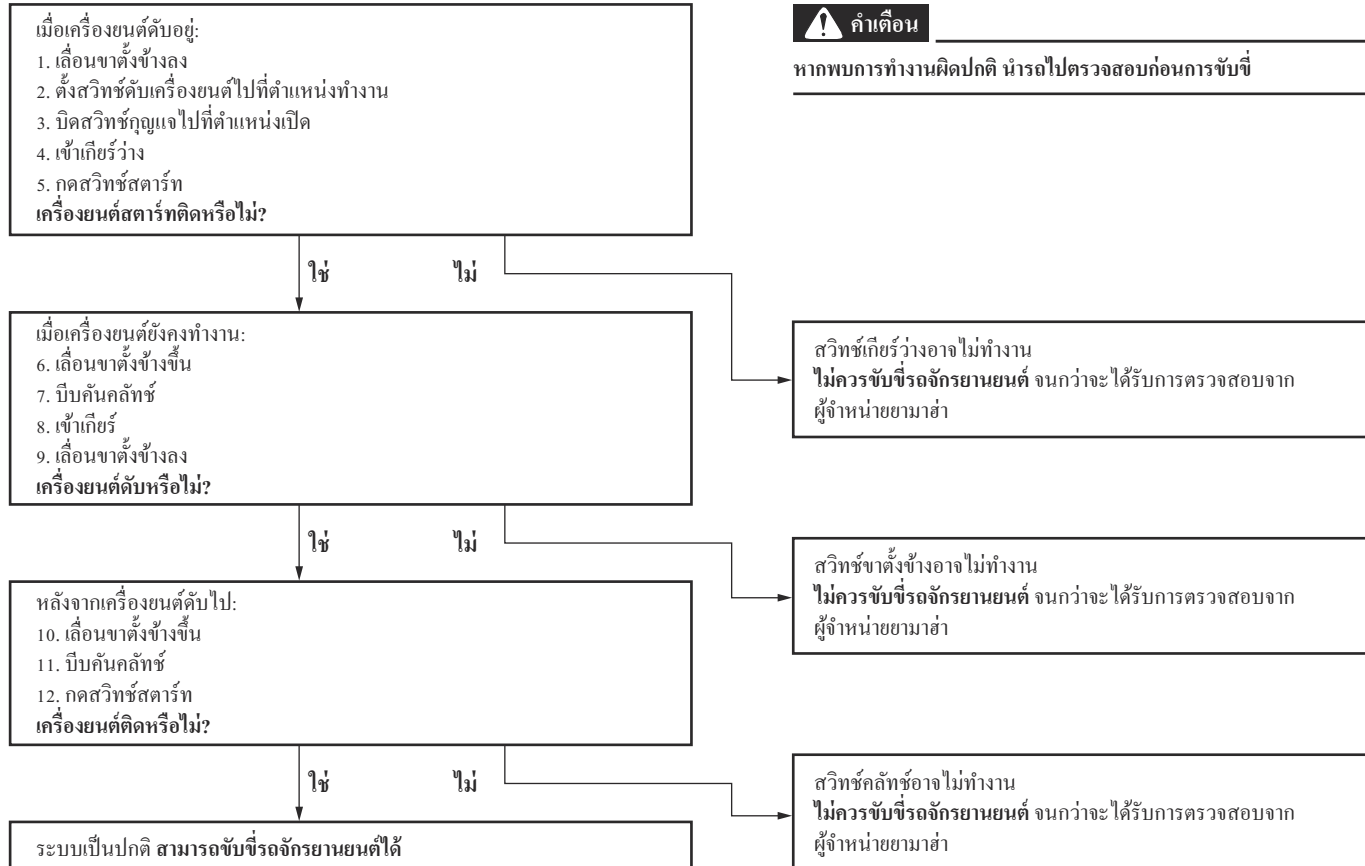 เมื่อเครื่องยนต์ดับอยู่:
1. เลื่อนขาตั้งข้างลง
2. ตั้งสวิทช์ดับเครื่องยนต์ไปที่ตำแหน่งทำงาน
3. บิดสวิทช์กุญแจไปที่ตำแหน่งเปิด
4. เข้าเกียร์ว่าง
5. กดสวิทช์สตาร์ท
เครื่องยนต์สตาร์ทติดหรือไม่?
คำเตือน
หากพบการทำงานผิดปกติ นำรถไปตรวจสอบก่อนการขับขี่
ใช่ ไม่
เมื่อเครื่องยนต์ยังคงทำงาน:
6. เลื่อนขาตั้งข้างขึ้น
7. บีบคันคลัทช์
8. เข้าเกียร์
9. เลื่อนขาตั้งข้างลง
เครื่องยนต์ดับหรือไม่?
สวิทช์เกียร์ว่างอาจไม่ทำงาน
ไม่ควรขับขี่รถจักรยานยนต์ จนกว่าจะได้รับการตรวจสอบจาก
ผู้จำหน่ายยามาฮ่า
ใช่ ไม่
หลังจากเครื่องยนต์ดับไป:
10. เลื่อนขาตั้งข้างขึ้น
11. บีบคันคลัทช์
12. กดสวิทช์สตาร์ท
เครื่องยนต์ติดหรือไม่?
สวิทช์ขาตั้งข้างอาจไม่ทำงาน
ไม่ควรขับขี่รถจักรยานยนต์ จนกว่าจะได้รับการตรวจสอบจาก
ผู้จำหน่ายยามาฮ่า
ใช่ ไม่
ระบบเป็นปกติ สามารถขับขี่รถจักรยานยนต์ได้
สวิทช์คลัทช์อาจไม่ทำงาน
ไม่ควรขับขี่รถจักรยานยนต์ จนกว่าจะได้รับการตรวจสอบจาก
ผู้จำหน่ายยามาฮ่า